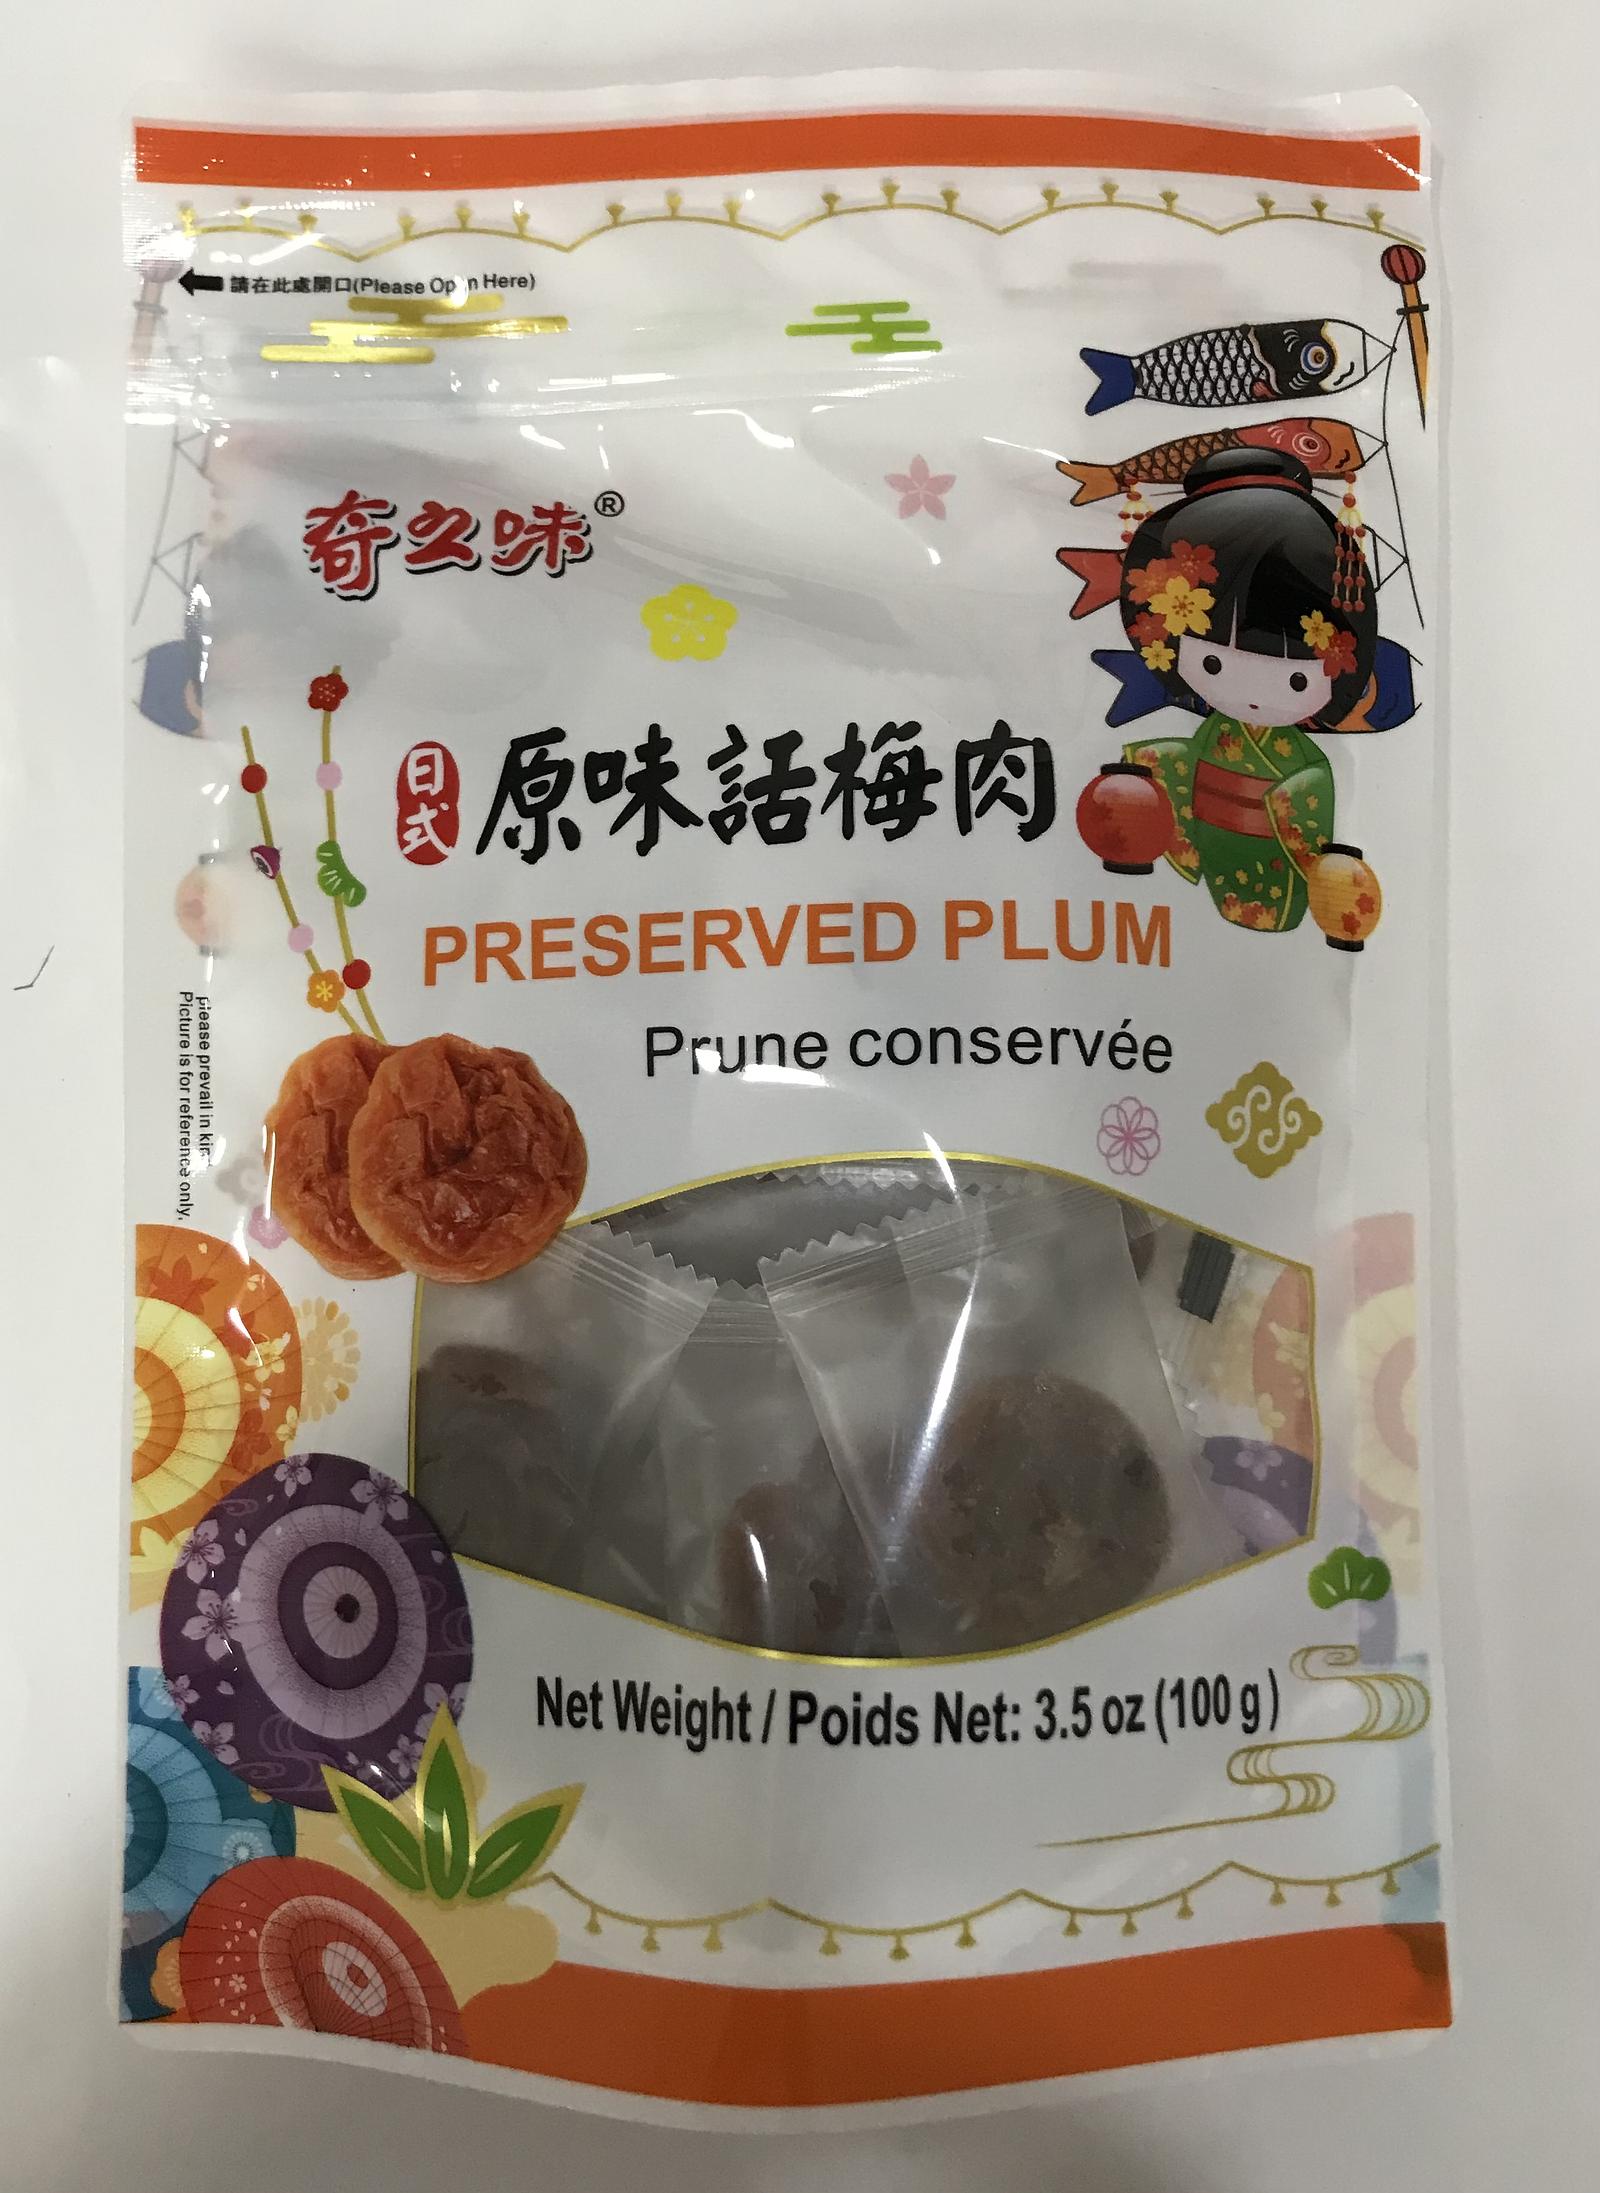 請在此處開口(Please Open Here)
奇之味®
日式
原味話梅肉
PRESERVED PLUM
Prune conservée
please prevail in kind
Picture is for reference only,
Net Weight / Poids Net: 3.5 oz (100 g)